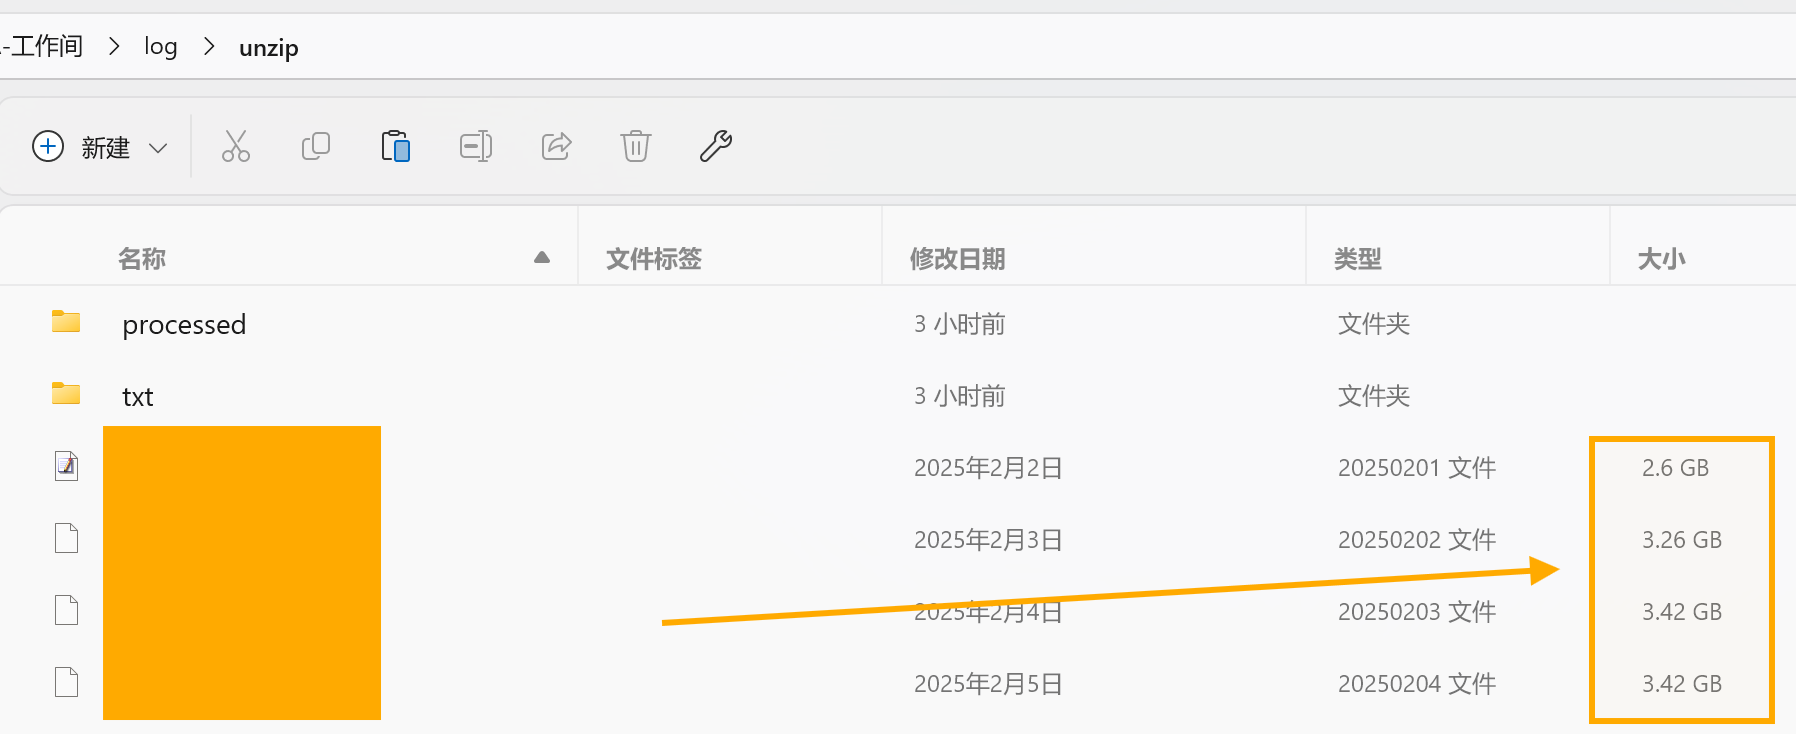 -工作间 > log > unzip
新建
名称 文件标签 修改日期 类型 大小
processed 3 小时前 文件夹
txt 3 小时前 文件夹
2025年2月2日 20250201 文件 2.6 GB
2025年2月3日 20250202 文件 3.26 GB
2025年2月4日 20250203 文件 3.42 GB
2025年2月5日 20250204 文件 3.42 GB